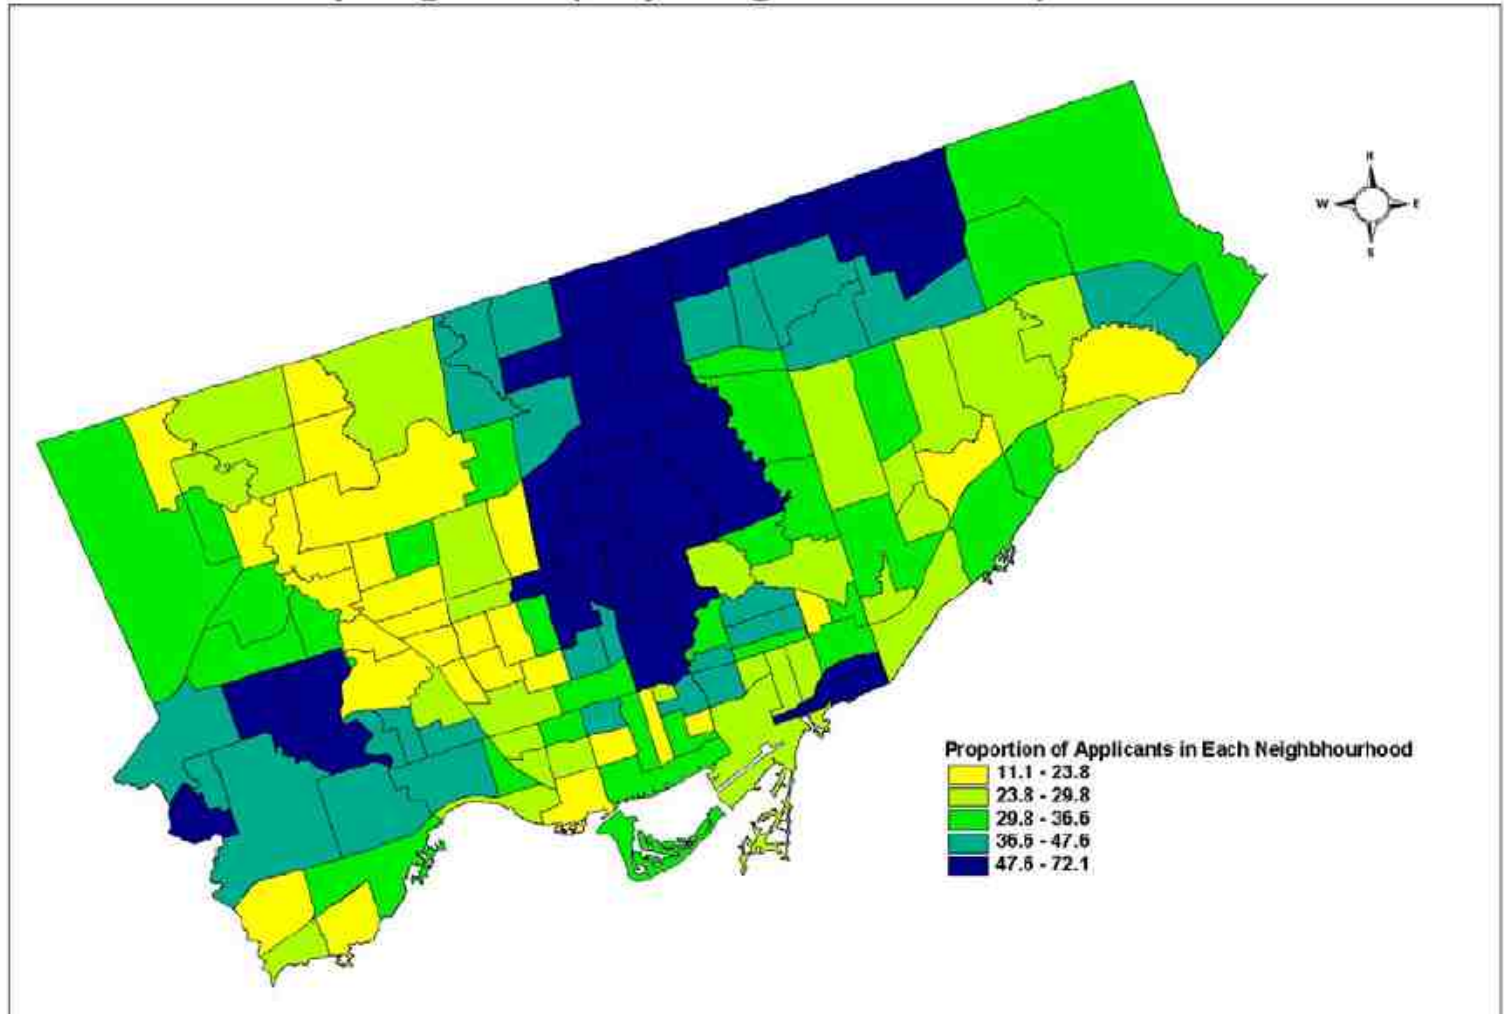 N
W E
S
Proportion of Applicants in Each Neighbhourhood
11.1 - 23.8
23.8 - 29.8
29.8 - 36.6
36.6 - 47.6
47.6 - 72.1